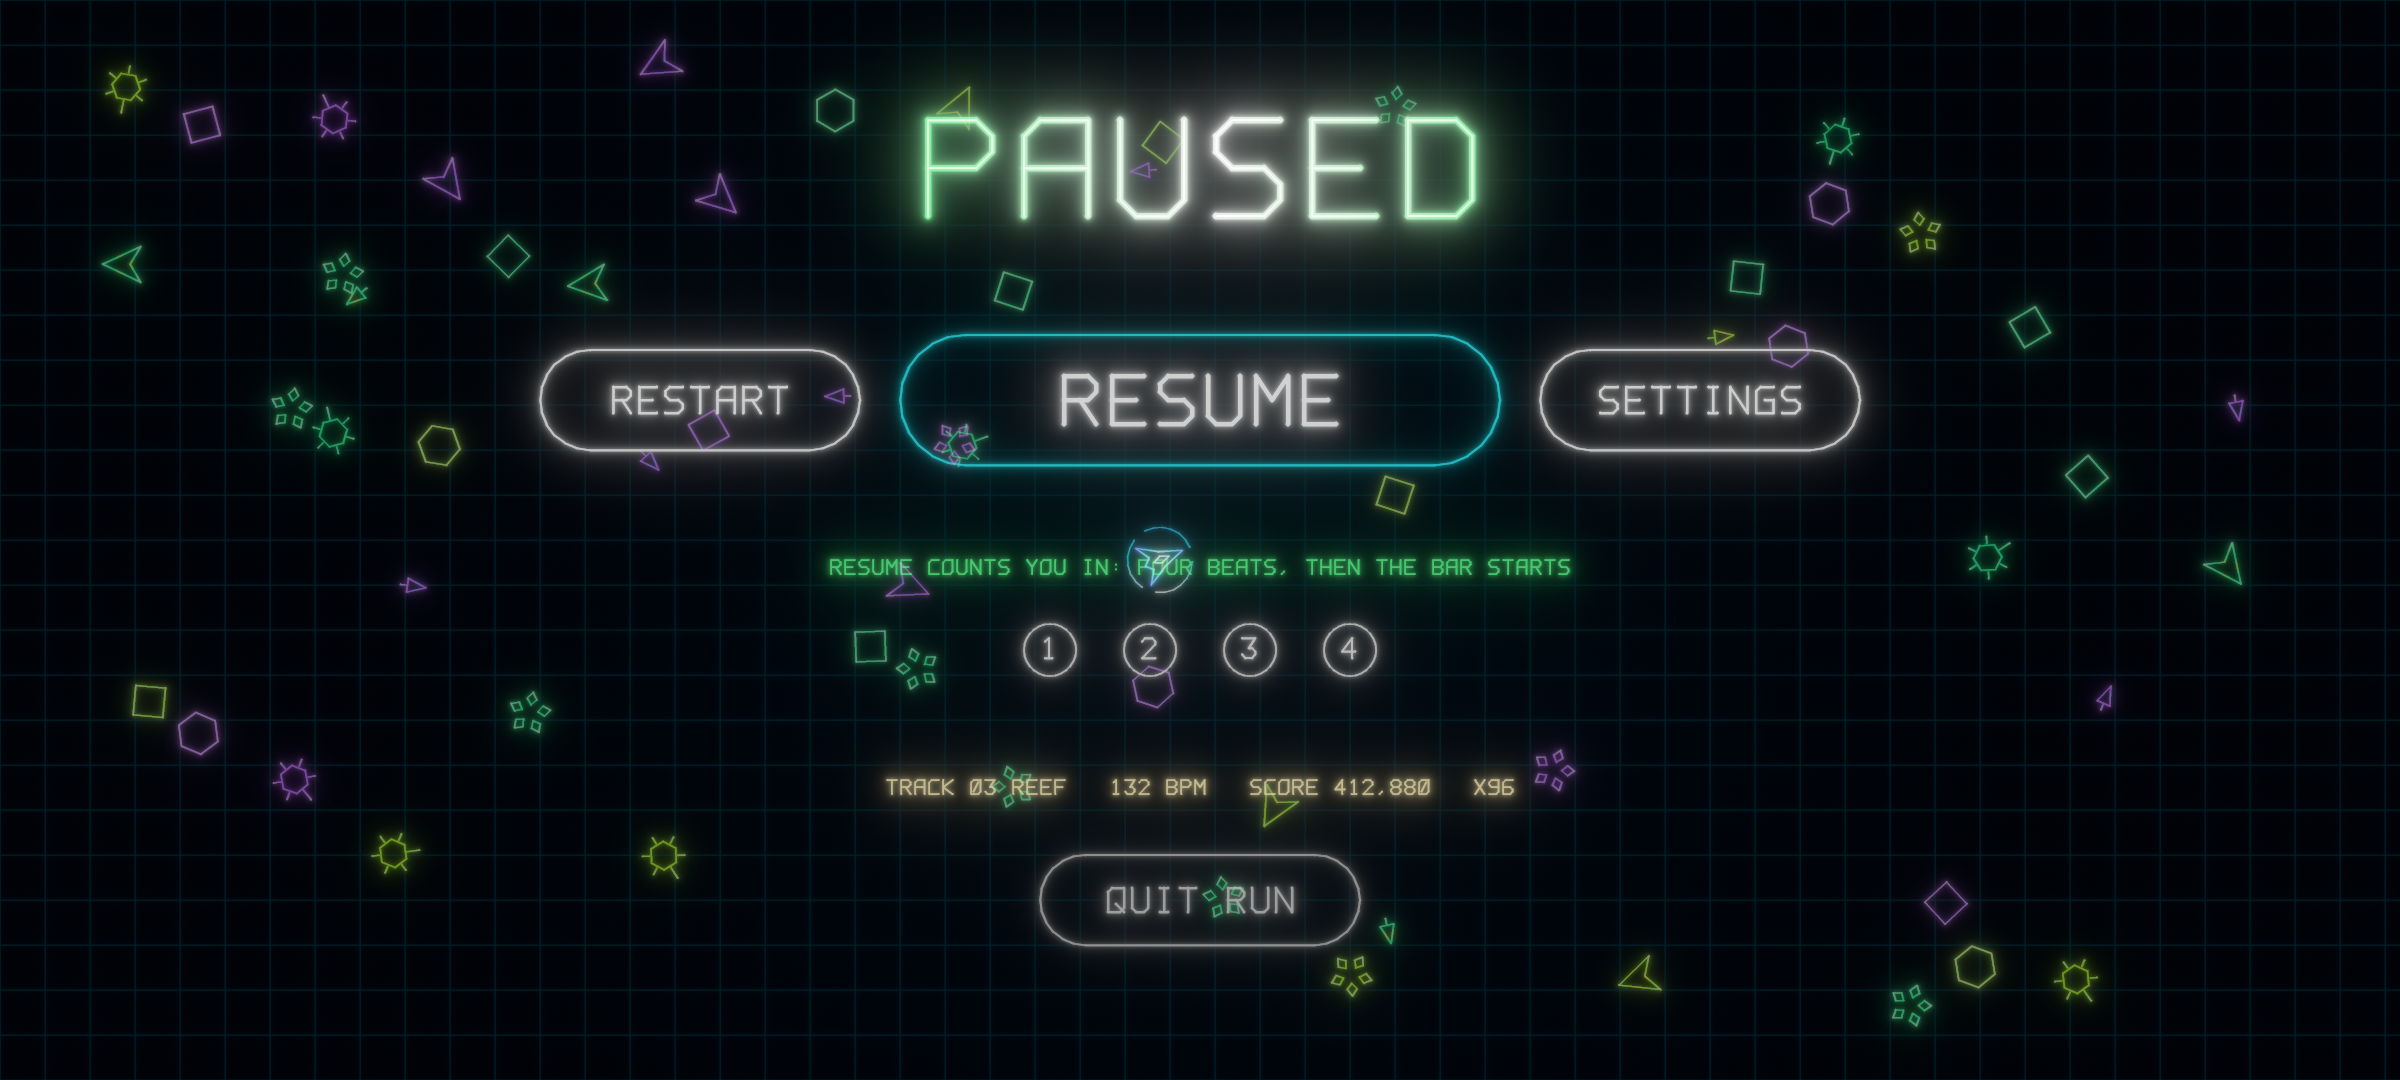 PAUSED
RESTART
RESUME
SETTINGS
RESUME COUNTS YOU IN: FOUR BEATS, THEN THE BAR STARTS
1 2 3 4
TRACK 03 REEF 132 BPM SCORE 412,880 X96
QUIT RUN